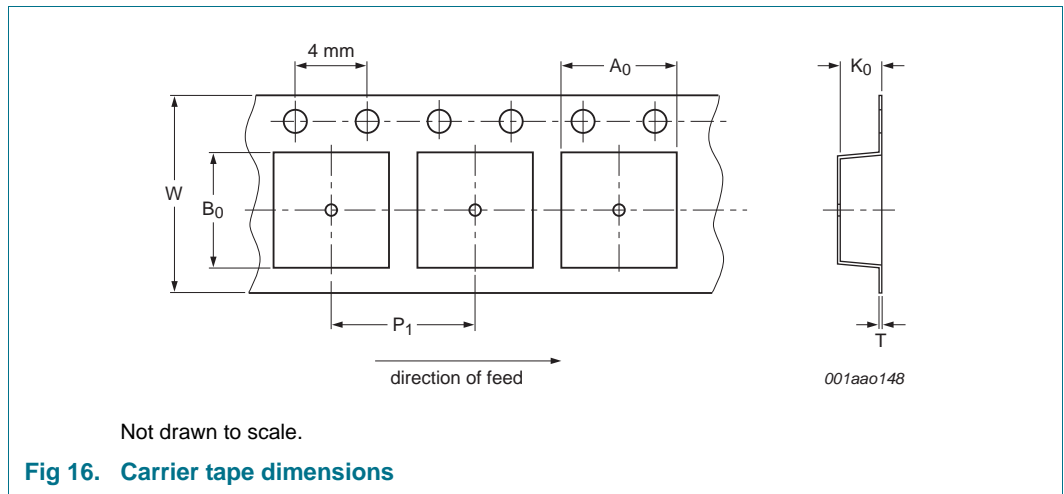 4 mm
A0
K0
W
B0
P1
T
direction of feed
001aao148
Not drawn to scale.
Fig 16. Carrier tape dimensions